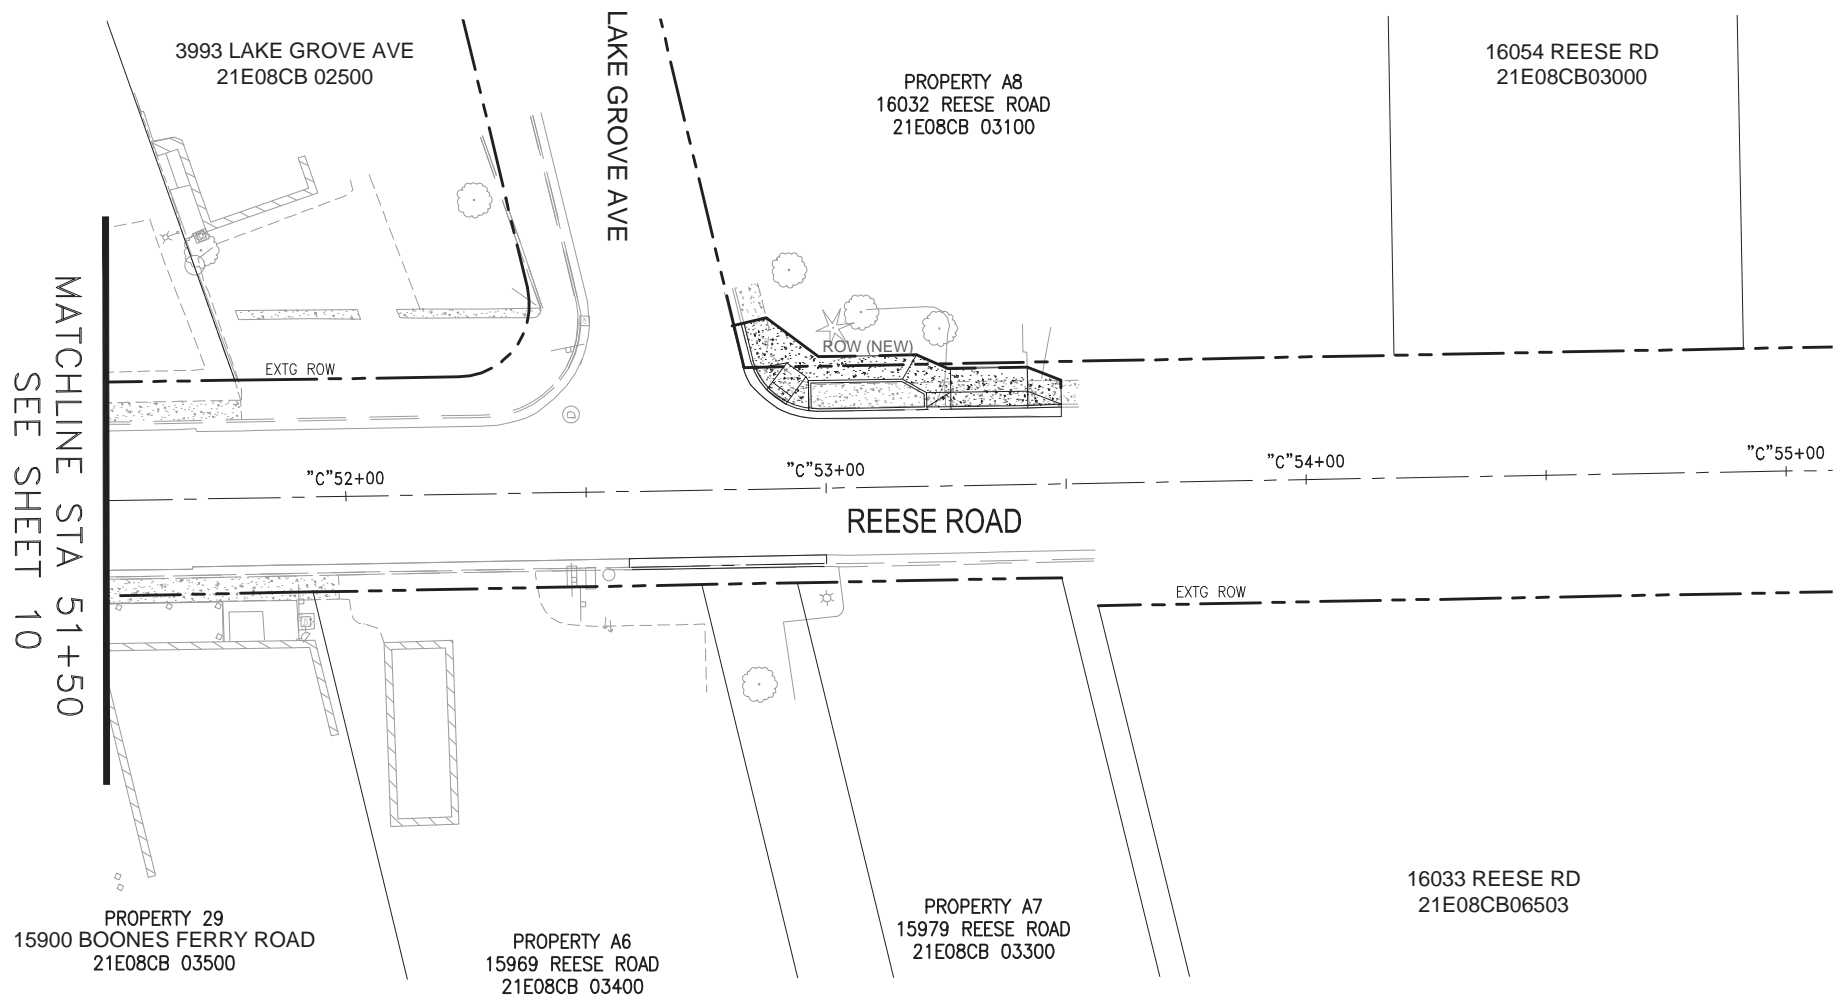 3993 LAKE GROVE AVE
21E08CB 02500
LAKE GROVE AVE
PROPERTY A8
16032 REESE ROAD
21E08CB 03100
16054 REESE RD
21E08CB03000
MATCHLINE STA 51+50
SEE SHEET 10
EXTG ROW
ROW (NEW)
D
"C"52+00
"C"53+00
"C"54+00
"C"55+00
REESE ROAD
EXTG ROW
PROPERTY 29
15900 BOONES FERRY ROAD
21E08CB 03500
PROPERTY A6
15969 REESE ROAD
21E08CB 03400
PROPERTY A7
15979 REESE ROAD
21E08CB 03300
16033 REESE RD
21E08CB06503